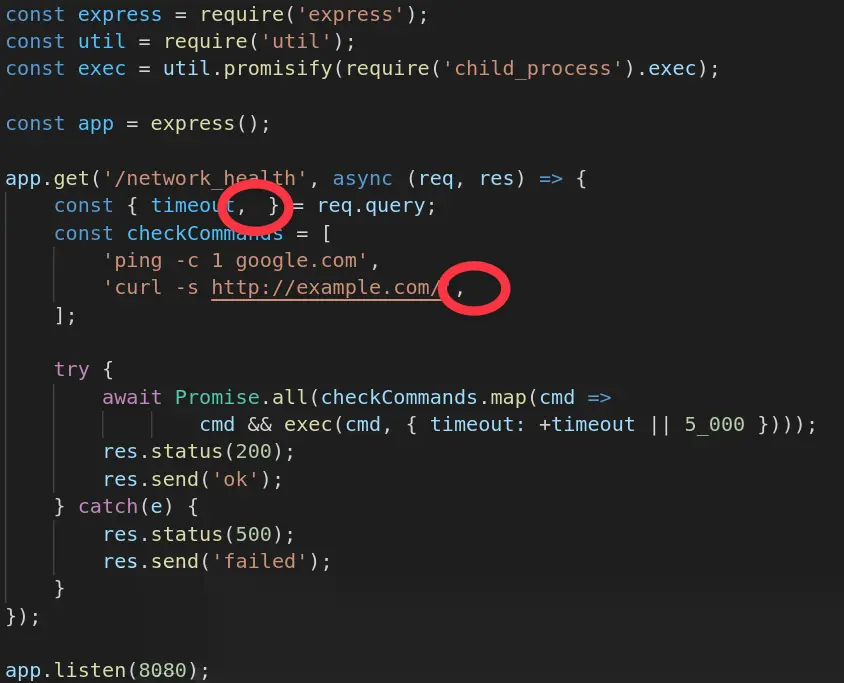 const express = require('express');
const util = require('util');
const exec = util.promisify(require('child_process').exec);
const app = express();
app.get('/network_health', async (req, res) => {
const { timeout, } = req.query;
const checkCommands = [
'ping -c 1 google.com',
'curl -s http://example.com/',
];
try {
await Promise.all(checkCommands.map(cmd =>
cmd && exec(cmd, { timeout: +timeout || 5_000 })));
res.status(200);
res.send('ok');
} catch(e) {
res.status(500);
res.send('failed');
}
});
app.listen(8080);